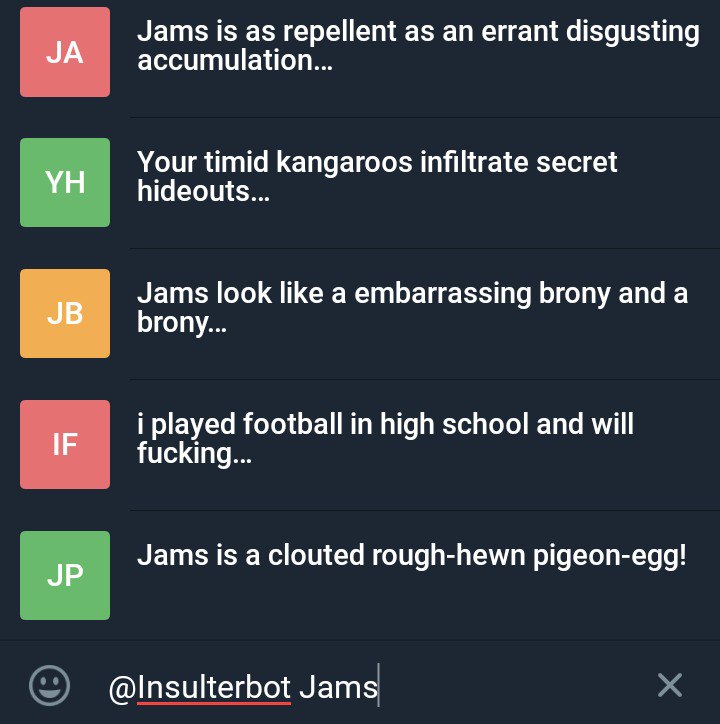 JA
Jams is as repellent as an errant disgusting
accumulation...
YH
Your timid kangaroos infiltrate secret
hideouts...
JB
Jams look like a embarrassing brony and a
brony...
IF
i played football in high school and will
fucking...
JP
Jams is a clouted rough-hewn pigeon-egg!
@Insulterbot Jams